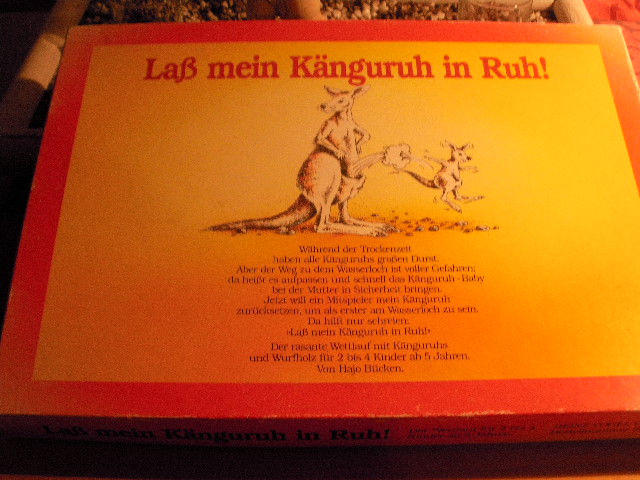 Laß mein Känguruh in Ruh!
Während der Trockenzeit
haben alle Känguruhs großen Durst.
Aber der Weg zu dem Wasserloch ist voller Gefahren;
da heißt es aufpassen und schnell das Känguruh-Baby
bei der Mutter in Sicherheit bringen.
Jetzt will ein Mitspieler mein Känguruh
zurücksetzen, um als erster am Wasserloch zu sein.
Da hilft nur schreien:
»Laß mein Känguruh in Ruh!«
Der rasante Wettlauf mit Känguruhs
und Wurfholz für 2 bis 4 Kinder ab 5 Jahren.
Von Hajo Bücken.
Laß mein Känguruh in Ruh!